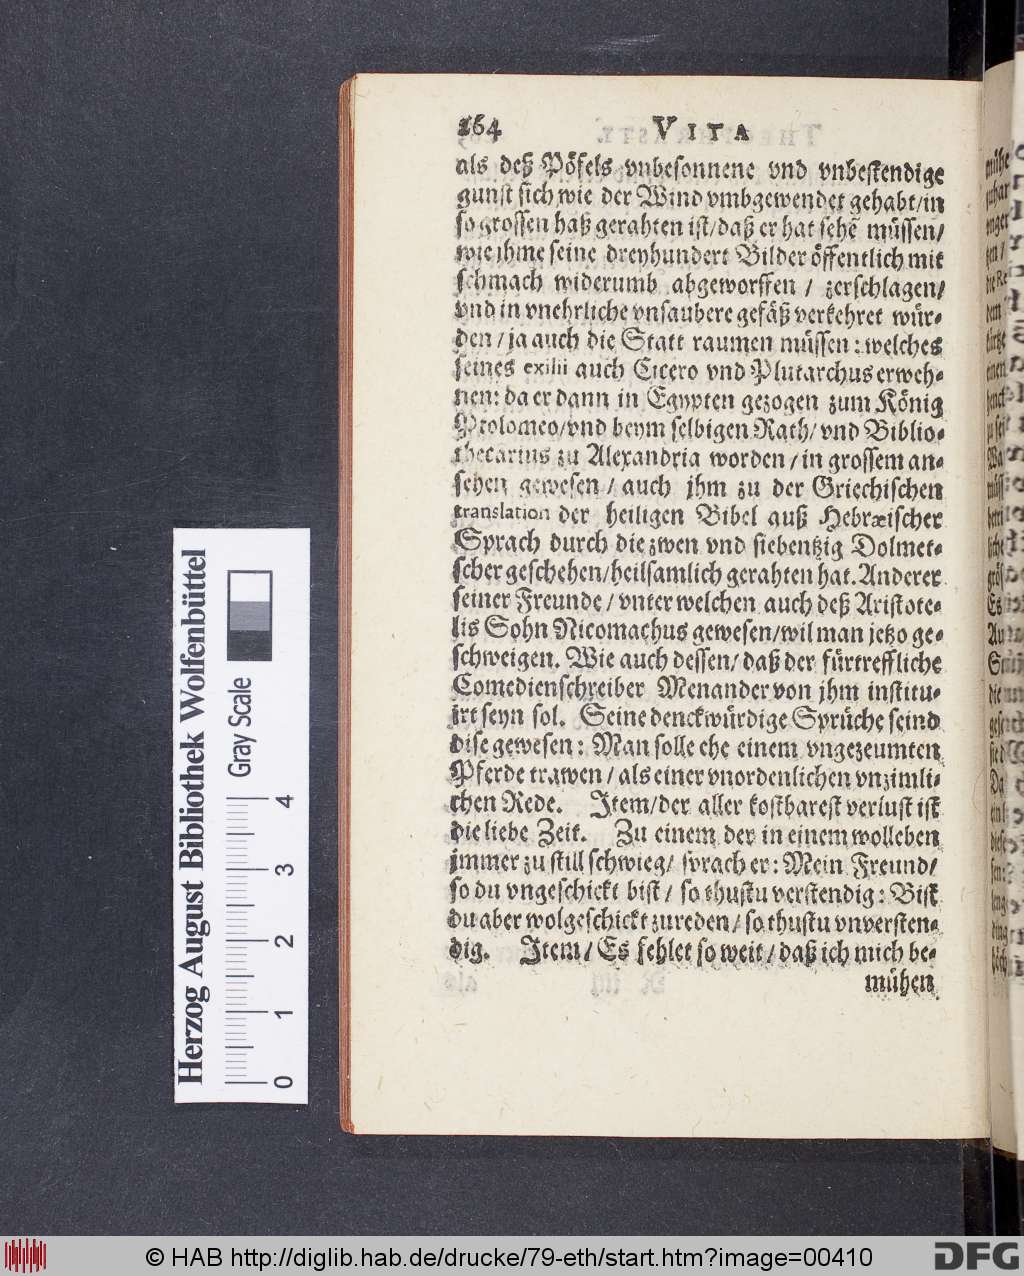 264 VITA
als deß Pöfels vnbesonnene vnd vnbestendige
gunst sich wie der Wind vmbgewendet gehabt/in
so grossen haß gerahten ist/daß er hat sehẽ müssen/
wie jhme seine dreyhundert Bilder öffentlich mit
schmach widerumb abgeworffen / zerschlagen/
vnd in vnehrliche vnsaubere gefäß verkehret wür-
den / ja auch die Statt raumen müssen: welches
seines exilii auch Cicero vnd Plutarchus erweh-
nen: da er dann in Egypten gezogen zum König
Ptolomeo/vnd beym selbigen Rath/ vnd Biblio-
thecarius zu Alexandria worden / in grossem an-
sehen gewesen / auch jhm zu der Griechischen
translation der heiligen Bibel auß Hebræischer
Sprach durch die zwen vnd siebentzig Dolmet-
scher geschehen/heilsamlich gerahten hat. Anderer
seiner Freunde / vnter welchen auch deß Aristote-
lis Sohn Nicomachus gewesen/wil man jetzo ge-
schweigen. Wie auch dessen/ daß der fürtreffliche
Comedienschreiber Menander von jhm institu-
irt seyn sol. Seine denckwürdige Sprüche seind
dise gewesen: Man solle ehe einem vngezeumten
Pferde trawen / als einer vnordenlichen vnzimli-
chen Rede. Item/der aller kostbarest verlust ist
die liebe Zeit. Zu einem der in einem wolleben
jmmer zu still schwieg/ sprach er: Mein Freund/
so du vngeschickt bist / so thustu verstendig: Bist
du aber wolgeschickt zureden / so thustu vnversten-
dig. Item / Es fehlet so weit / daß ich mich be-
mühen
Herzog August Bibliothek Wolfenbüttel
Gray Scale
0 1 2 3 4
© HAB http://diglib.hab.de/drucke/79-eth/start.htm?image=00410
DFG